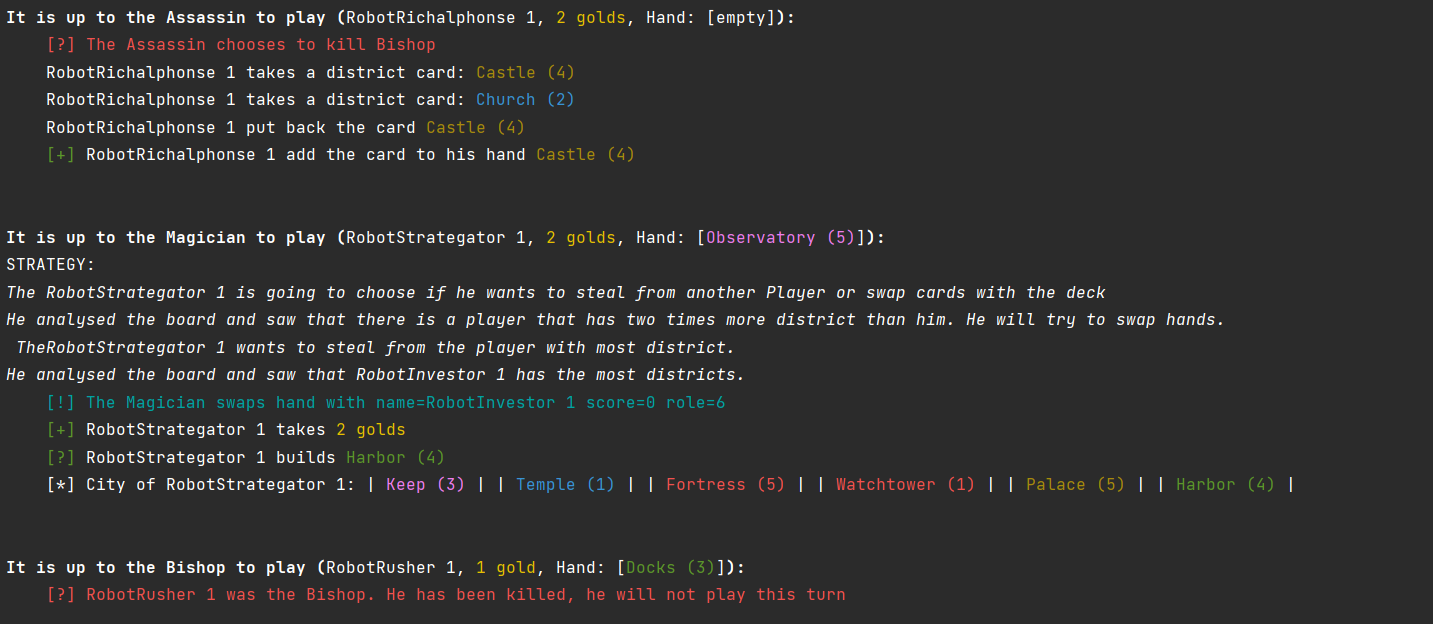 It is up to the Assassin to play (RobotRichalphonse 1, 2 golds, Hand: [empty]):
[?] The Assassin chooses to kill Bishop
RobotRichalphonse 1 takes a district card: Castle (4)
RobotRichalphonse 1 takes a district card: Church (2)
RobotRichalphonse 1 put back the card Castle (4)
[+] RobotRichalphonse 1 add the card to his hand Castle (4)
It is up to the Magician to play (RobotStrategator 1, 2 golds, Hand: [Observatory (5)]):
STRATEGY:
The RobotStrategator 1 is going to choose if he wants to steal from another Player or swap cards with the deck
He analysed the board and saw that there is a player that has two times more district than him. He will try to swap hands.
TheRobotStrategator 1 wants to steal from the player with most district.
He analysed the board and saw that RobotInvestor 1 has the most districts.
[!] The Magician swaps hand with name=RobotInvestor 1 score=0 role=6
[+] RobotStrategator 1 takes 2 golds
[?] RobotStrategator 1 builds Harbor (4)
[*] City of RobotStrategator 1: | Keep (3) | | Temple (1) | | Fortress (5) | | Watchtower (1) | | Palace (5) | | Harbor (4) |
It is up to the Bishop to play (RobotRusher 1, 1 gold, Hand: [Docks (3)]):
[?] RobotRusher 1 was the Bishop. He has been killed, he will not play this turn